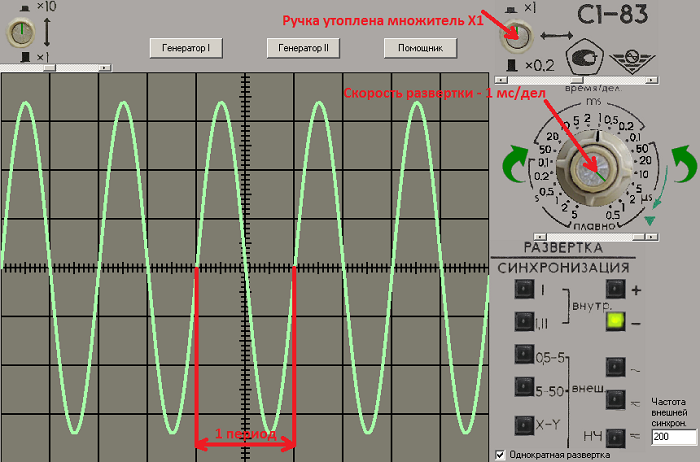 ×10
×1
Генератор I
Генератор II
Помощник
Ручка утоплена множитель X1
×1
×0,2
С1-83
Скорость развертки - 1 мс/дел
время/дел.
ms
5 2 1 0,5
10 0,2
20 0,1
50 50
0,1 20
0,2 10
0,5 5
s μs
1 2
2 1
5 0,5
плавно
РАЗВЕРТКА
СИНХРОНИЗАЦИЯ
I
I,II
внутр.
+
−
0,5-5
5-50
внеш.
X-Y
~
≂
НЧ
≂
Частота
внешней
синхрон.
200
1 период
Однократная развертка